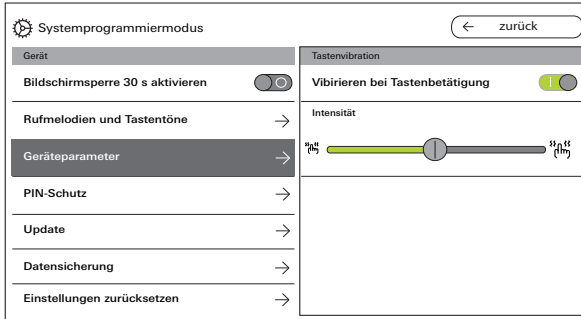 Systemprogrammiermodus
← zurück
Gerät
Bildschirmsperre 30 s aktivieren
Rufmelodien und Tastentöne
Geräteparameter
PIN-Schutz
Update
Datensicherung
Einstellungen zurücksetzen
Tastenvibration
Vibirieren bei Tastenbetätigung
Intensität